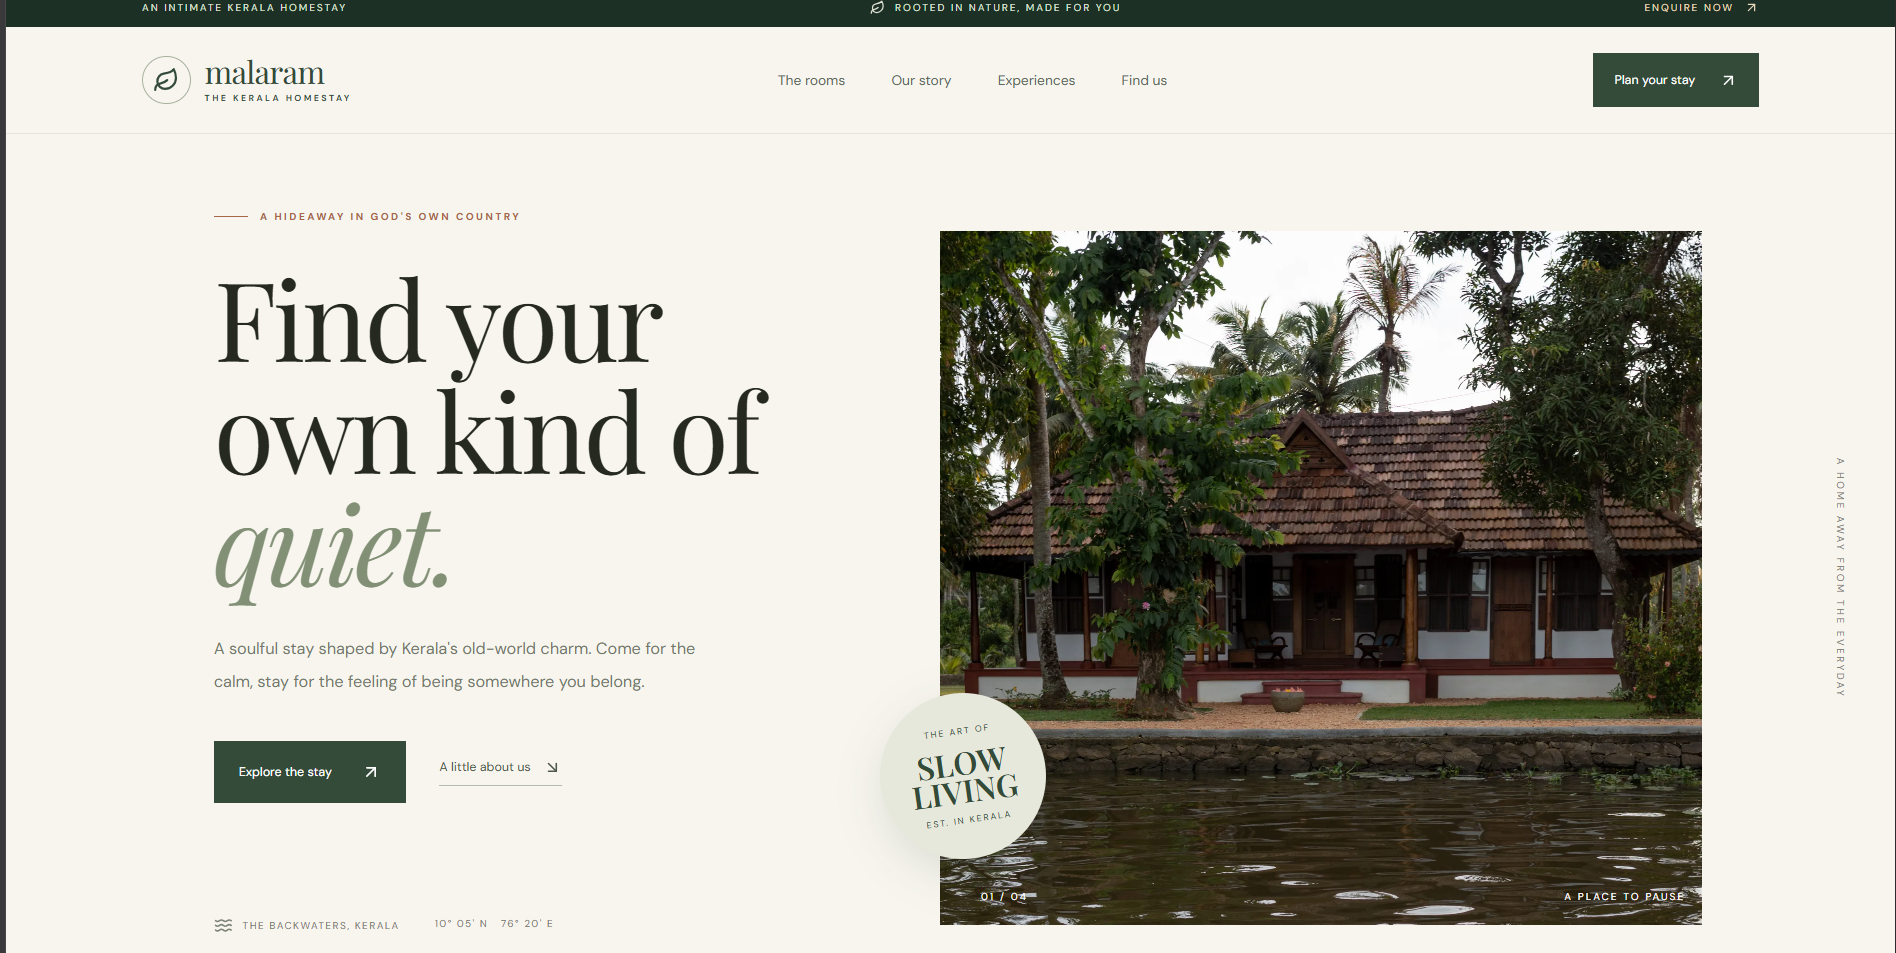 AN INTIMATE KERALA HOMESTAY
ROOTED IN NATURE, MADE FOR YOU
ENQUIRE NOW
malaram
THE KERALA HOMESTAY
The rooms
Our story
Experiences
Find us
Plan your stay
A HIDEAWAY IN GOD'S OWN COUNTRY
Find your
own kind of
quiet.
A soulful stay shaped by Kerala's old-world charm. Come for the
calm, stay for the feeling of being somewhere you belong.
Explore the stay
A little about us
THE BACKWATERS, KERALA
10° 05' N 76° 20' E
THE ART OF
SLOW
LIVING
EST. IN KERALA
01 / 04
A PLACE TO PAUSE
A HOME AWAY FROM THE EVERYDAY